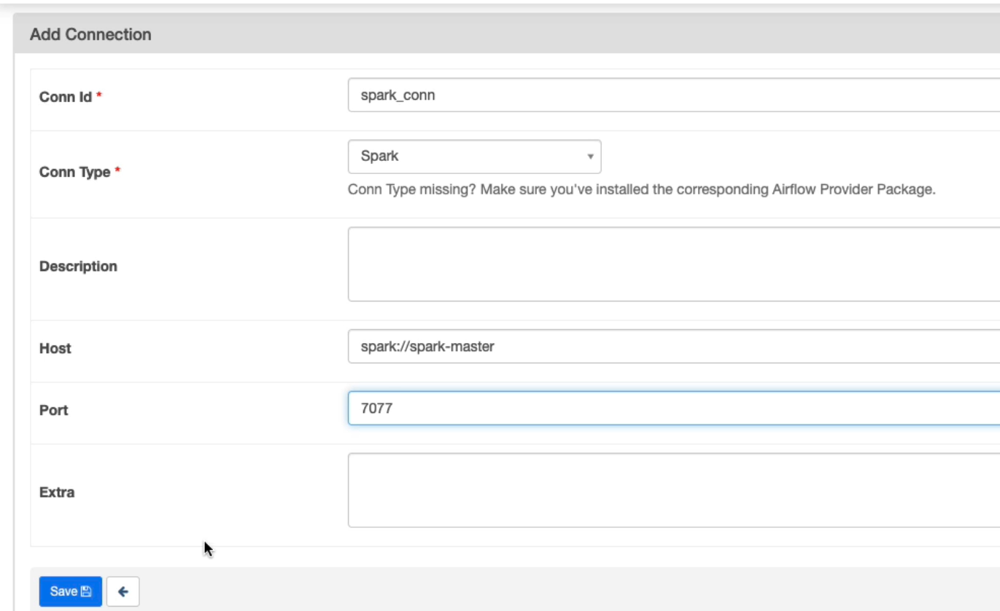 Add Connection
Conn Id *
spark_conn
Conn Type *
Spark
Conn Type missing? Make sure you've installed the corresponding Airflow Provider Package.
Description
Host
spark://spark-master
Port
7077
Extra
Save